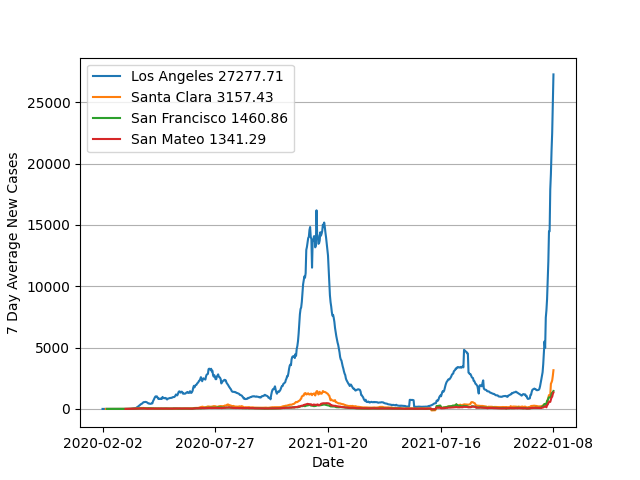 Los Angeles 27277.71
Santa Clara 3157.43
San Francisco 1460.86
San Mateo 1341.29
7 Day Average New Cases
25000
20000
15000
10000
5000
0
2020-02-02 2020-07-27 2021-01-20 2021-07-16 2022-01-08
Date